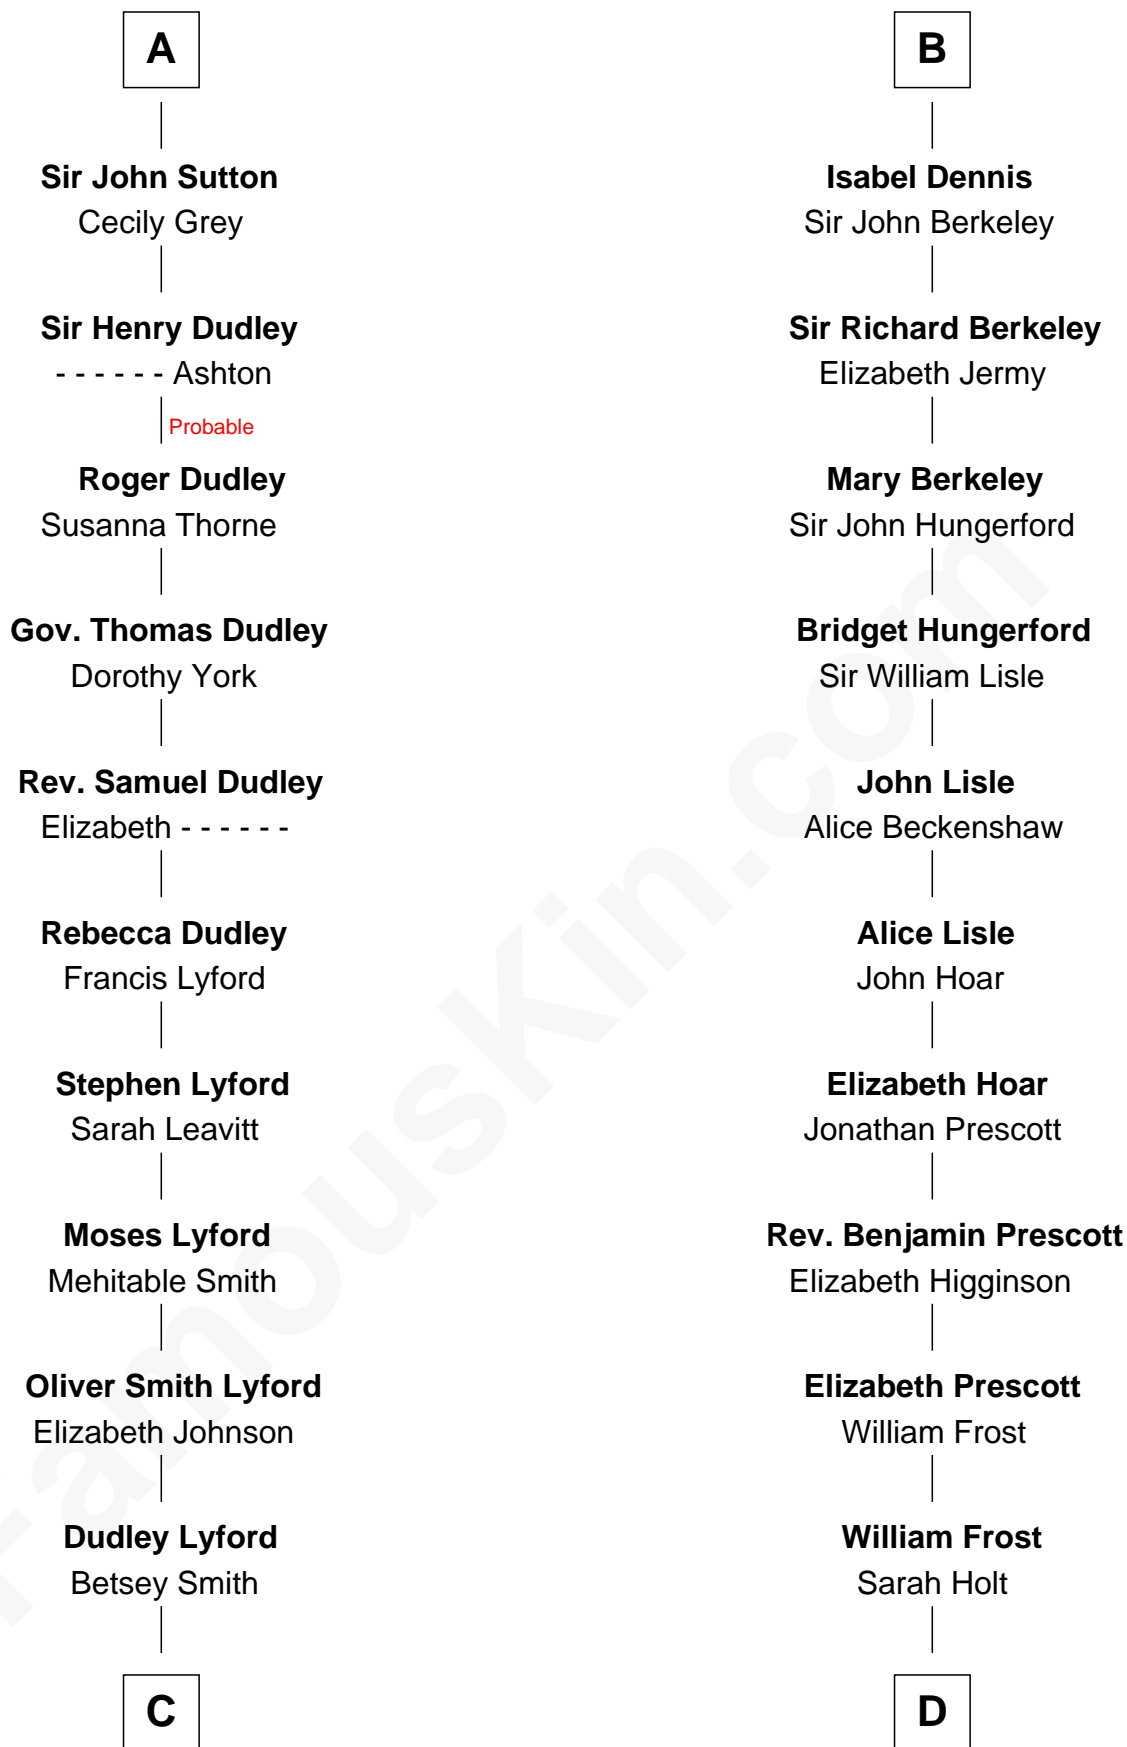 A
Sir John Sutton
Cecily Grey
Sir Henry Dudley
- - - - - - Ashton
Probable
Roger Dudley
Susanna Thorne
Gov. Thomas Dudley
Dorothy York
Rev. Samuel Dudley
Elizabeth - - - - - -
Rebecca Dudley
Francis Lyford
Stephen Lyford
Sarah Leavitt
Moses Lyford
Mehitable Smith
Oliver Smith Lyford
Elizabeth Johnson
Dudley Lyford
Betsey Smith
C
B
Isabel Dennis
Sir John Berkeley
Sir Richard Berkeley
Elizabeth Jermy
Mary Berkeley
Sir John Hungerford
Bridget Hungerford
Sir William Lisle
John Lisle
Alice Beckenshaw
Alice Lisle
John Hoar
Elizabeth Hoar
Jonathan Prescott
Rev. Benjamin Prescott
Elizabeth Higginson
Elizabeth Prescott
William Frost
William Frost
Sarah Holt
D
FamousKin.com